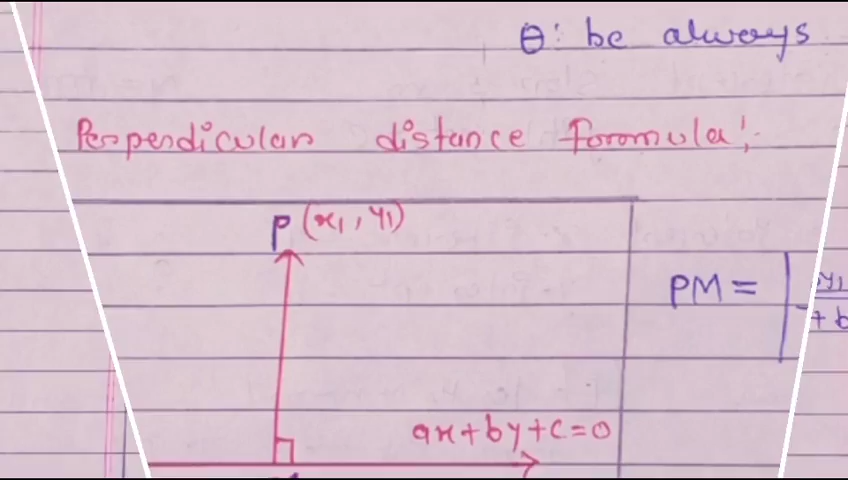 θ: be always
Perpendicular distance formula:
P (x₁, y₁)
PM =
ax+by+c=0